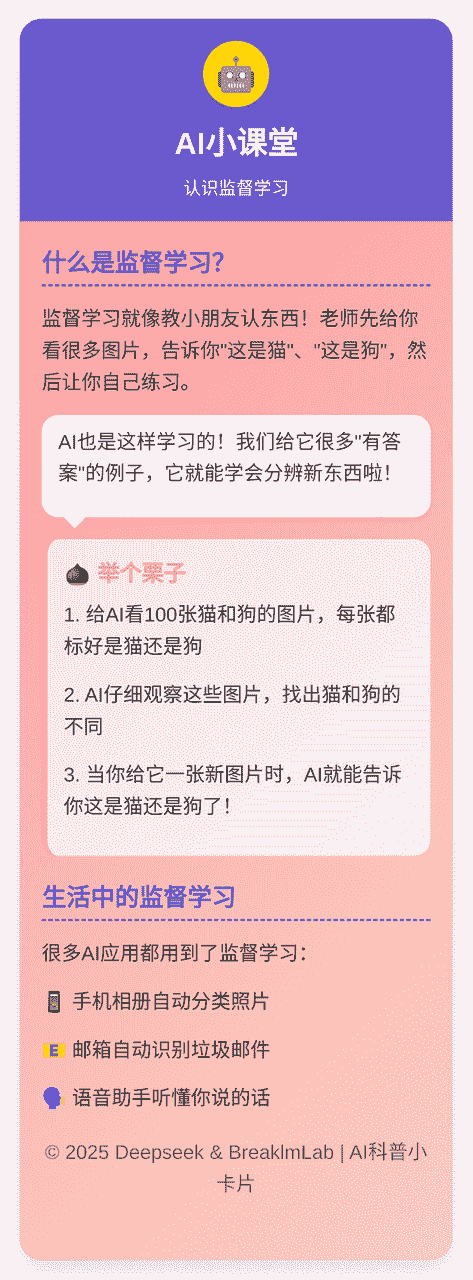 AI小课堂
认识监督学习
什么是监督学习?
监督学习就像教小朋友认东西！老师先给你
看很多图片，告诉你"这是猫"、"这是狗"，然
后让你自己练习。
AI也是这样学习的！我们给它很多"有答
案"的例子，它就能学会分辨新东西啦！
🌰 举个栗子
1. 给AI看100张猫和狗的图片，每张都
标好是猫还是狗
2. AI仔细观察这些图片，找出猫和狗的
不同
3. 当你给它一张新图片时，AI就能告诉
你这是猫还是狗了！
生活中的监督学习
很多AI应用都用到了监督学习：
📱 手机相册自动分类照片
📧 邮箱自动识别垃圾邮件
🗣️ 语音助手听懂你说的话
© 2025 Deepseek & BreaklmLab | AI科普小
卡片